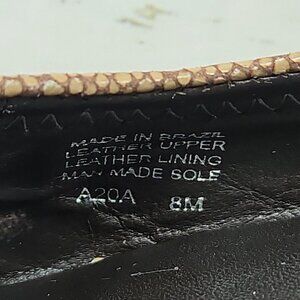 MADE IN BRAZIL
LEATHER UPPER
LEATHER LINING
MAN MADE SOLE
A20A 8M